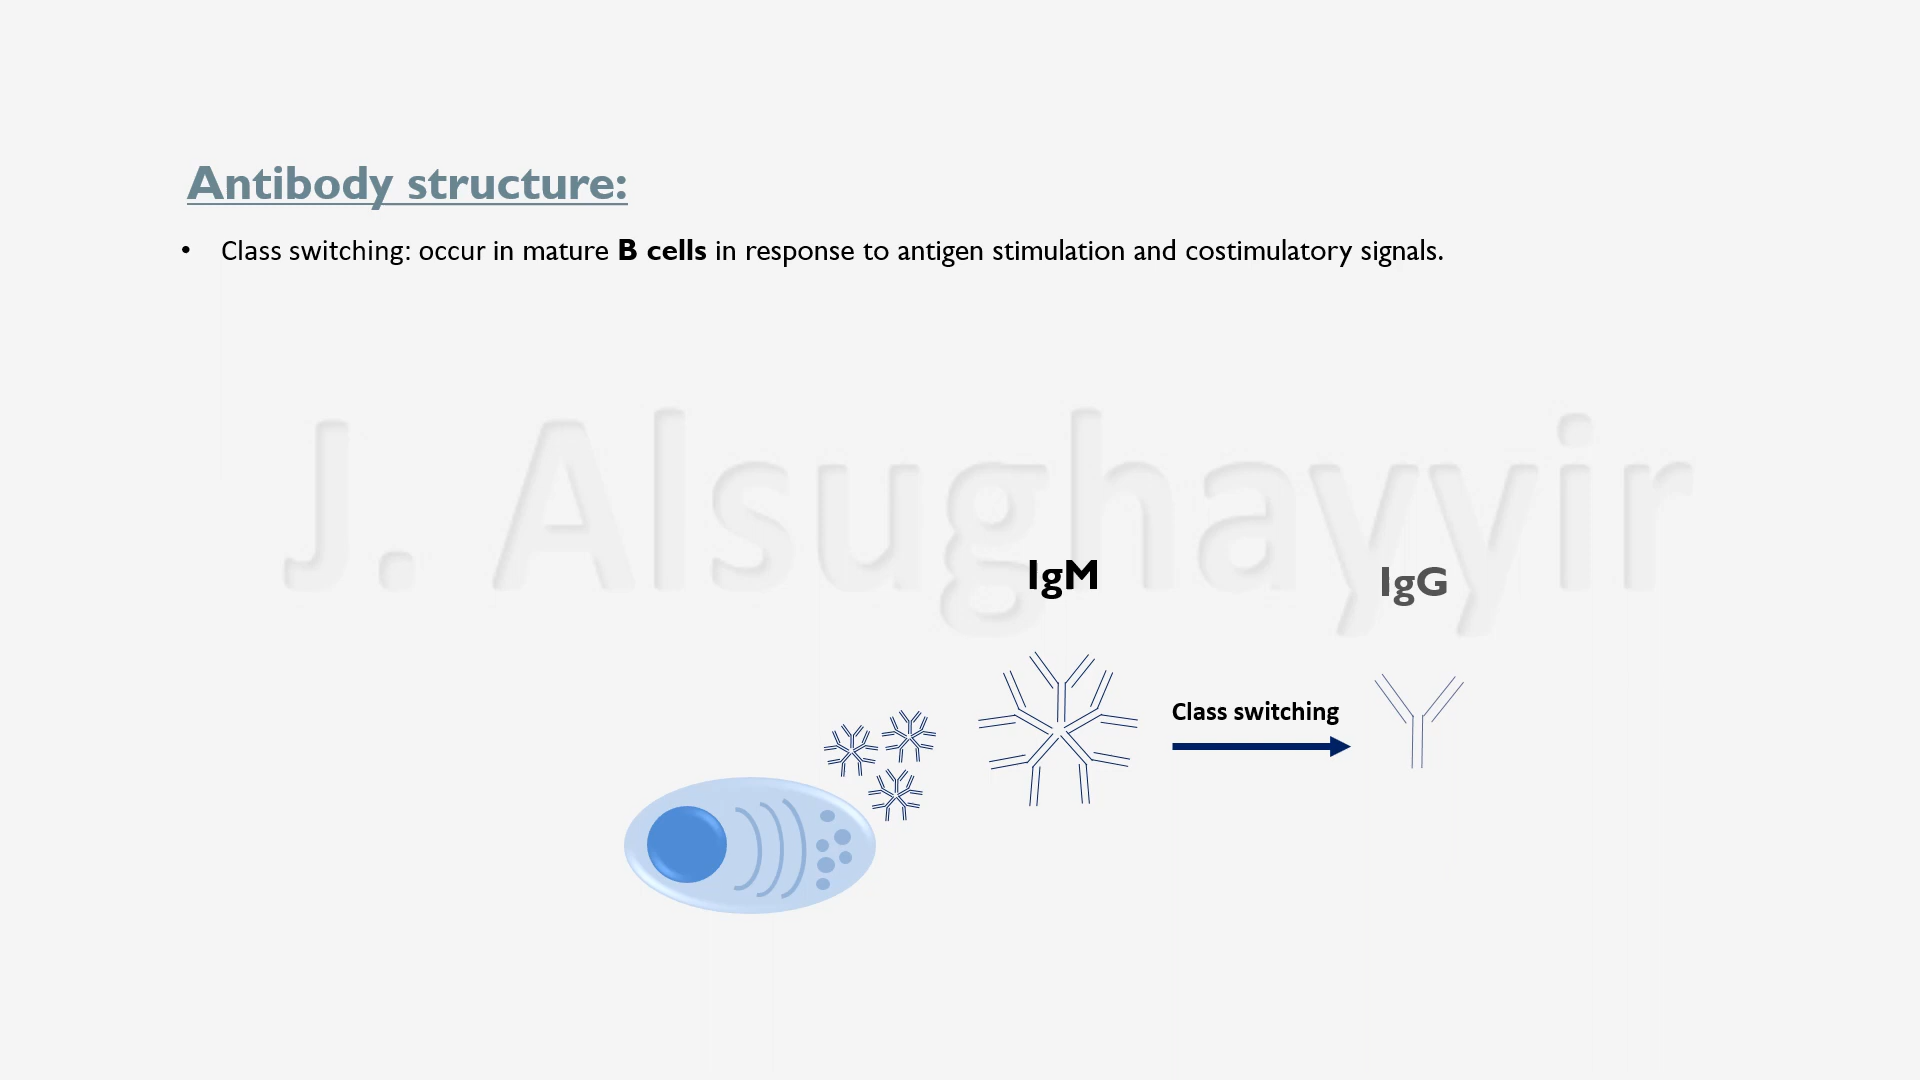 Antibody structure:
• Class switching: occur in mature B cells in response to antigen stimulation and costimulatory signals.
J. Alsughayyir
IgM
IgG
Class switching